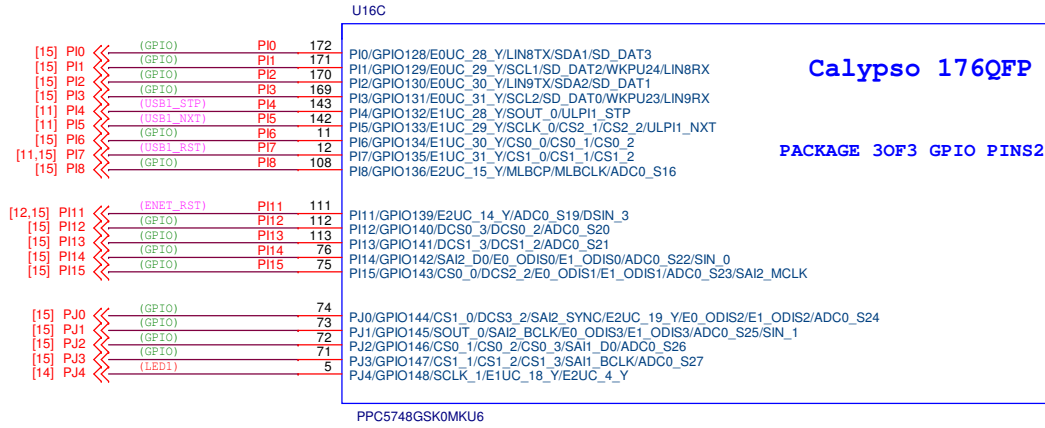 U16C
Calypso 176QFP
PACKAGE 3OF3 GPIO PINS2
[15] PI0 (GPIO) PI0 172 PI0/GPIO128/E0UC_28_Y/LIN8TX/SDA1/SD_DAT3
[15] PI1 (GPIO) PI1 171 PI1/GPIO129/E0UC_29_Y/SCL1/SD_DAT2/WKPU24/LIN8RX
[15] PI2 (GPIO) PI2 170 PI2/GPIO130/E0UC_30_Y/LIN9TX/SDA2/SD_DAT1
[15] PI3 (GPIO) PI3 169 PI3/GPIO131/E0UC_31_Y/SCL2/SD_DAT0/WKPU23/LIN9RX
[11] PI4 (USB1_STP) PI4 143 PI4/GPIO132/E1UC_28_Y/SOUT_0/ULPI1_STP
[11] PI5 (USB1_NXT) PI5 142 PI5/GPIO133/E1UC_29_Y/SCLK_0/CS2_1/CS2_2/ULPI1_NXT
[15] PI6 (GPIO) PI6 11 PI6/GPIO134/E1UC_30_Y/CS0_0/CS0_1/CS0_2
[11,15] PI7 (USB1_RST) PI7 12 PI7/GPIO135/E1UC_31_Y/CS1_0/CS1_1/CS1_2
[15] PI8 (GPIO) PI8 108 PI8/GPIO136/E2UC_15_Y/MLBCP/MLBCLK/ADC0_S16
[12,15] PI11 (ENET_RST) PI11 111 PI11/GPIO139/E2UC_14_Y/ADC0_S19/DSIN_3
[15] PI12 (GPIO) PI12 112 PI12/GPIO140/DCS0_3/DCS0_2/ADC0_S20
[15] PI13 (GPIO) PI13 113 PI13/GPIO141/DCS1_3/DCS1_2/ADC0_S21
[15] PI14 (GPIO) PI14 76 PI14/GPIO142/SAI2_D0/E0_ODIS0/E1_ODIS0/ADC0_S22/SIN_0
[15] PI15 (GPIO) PI15 75 PI15/GPIO143/CS0_0/DCS2_2/E0_ODIS1/E1_ODIS1/ADC0_S23/SAI2_MCLK
[15] PJ0 (GPIO) 74 PJ0/GPIO144/CS1_0/DCS3_2/SAI2_SYNC/E2UC_19_Y/E0_ODIS2/E1_ODIS2/ADC0_S24
[15] PJ1 (GPIO) 73 PJ1/GPIO145/SOUT_0/SAI2_BCLK/E0_ODIS3/E1_ODIS3/ADC0_S25/SIN_1
[15] PJ2 (GPIO) 72 PJ2/GPIO146/CS0_1/CS0_2/CS0_3/SAI1_D0/ADC0_S26
[15] PJ3 (GPIO) 71 PJ3/GPIO147/CS1_1/CS1_2/CS1_3/SAI1_BCLK/ADC0_S27
[14] PJ4 (LED1) 5 PJ4/GPIO148/SCLK_1/E1UC_18_Y/E2UC_4_Y
PPC5748GSK0MKU6